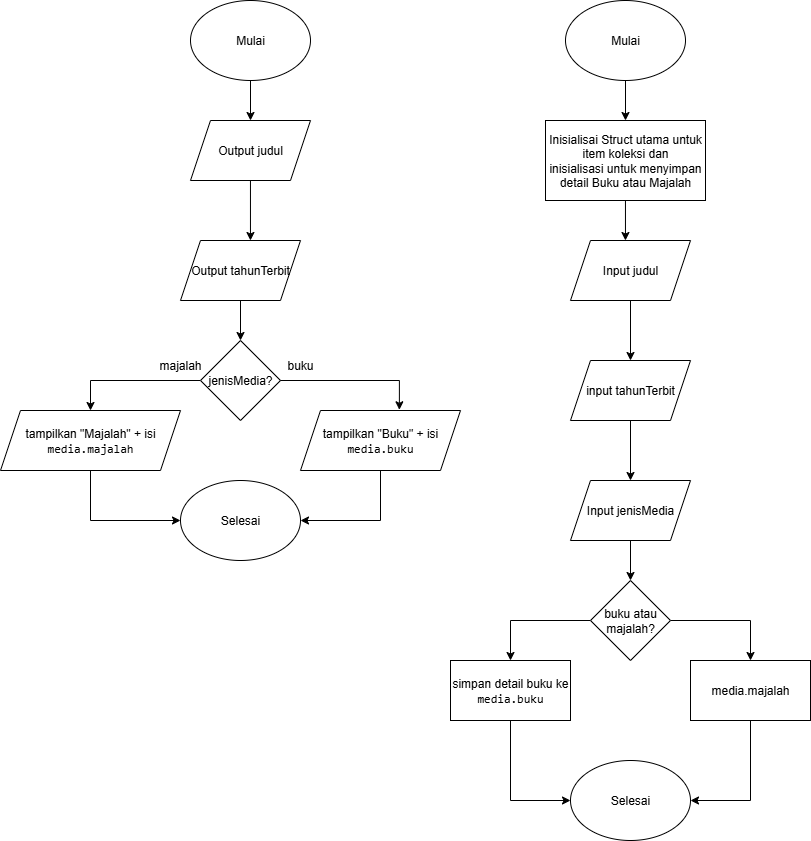 Mulai
Output judul
Output tahunTerbit
majalah
buku
jenisMedia?
tampilkan "Majalah" + isi
media.majalah
tampilkan "Buku" + isi
media.buku
Selesai
Mulai
Inisialisai Struct utama untuk
item koleksi dan
inisialisasi untuk menyimpan
detail Buku atau Majalah
Input judul
input tahunTerbit
Input jenisMedia
buku atau
majalah?
simpan detail buku ke
media.buku
media.majalah
Selesai